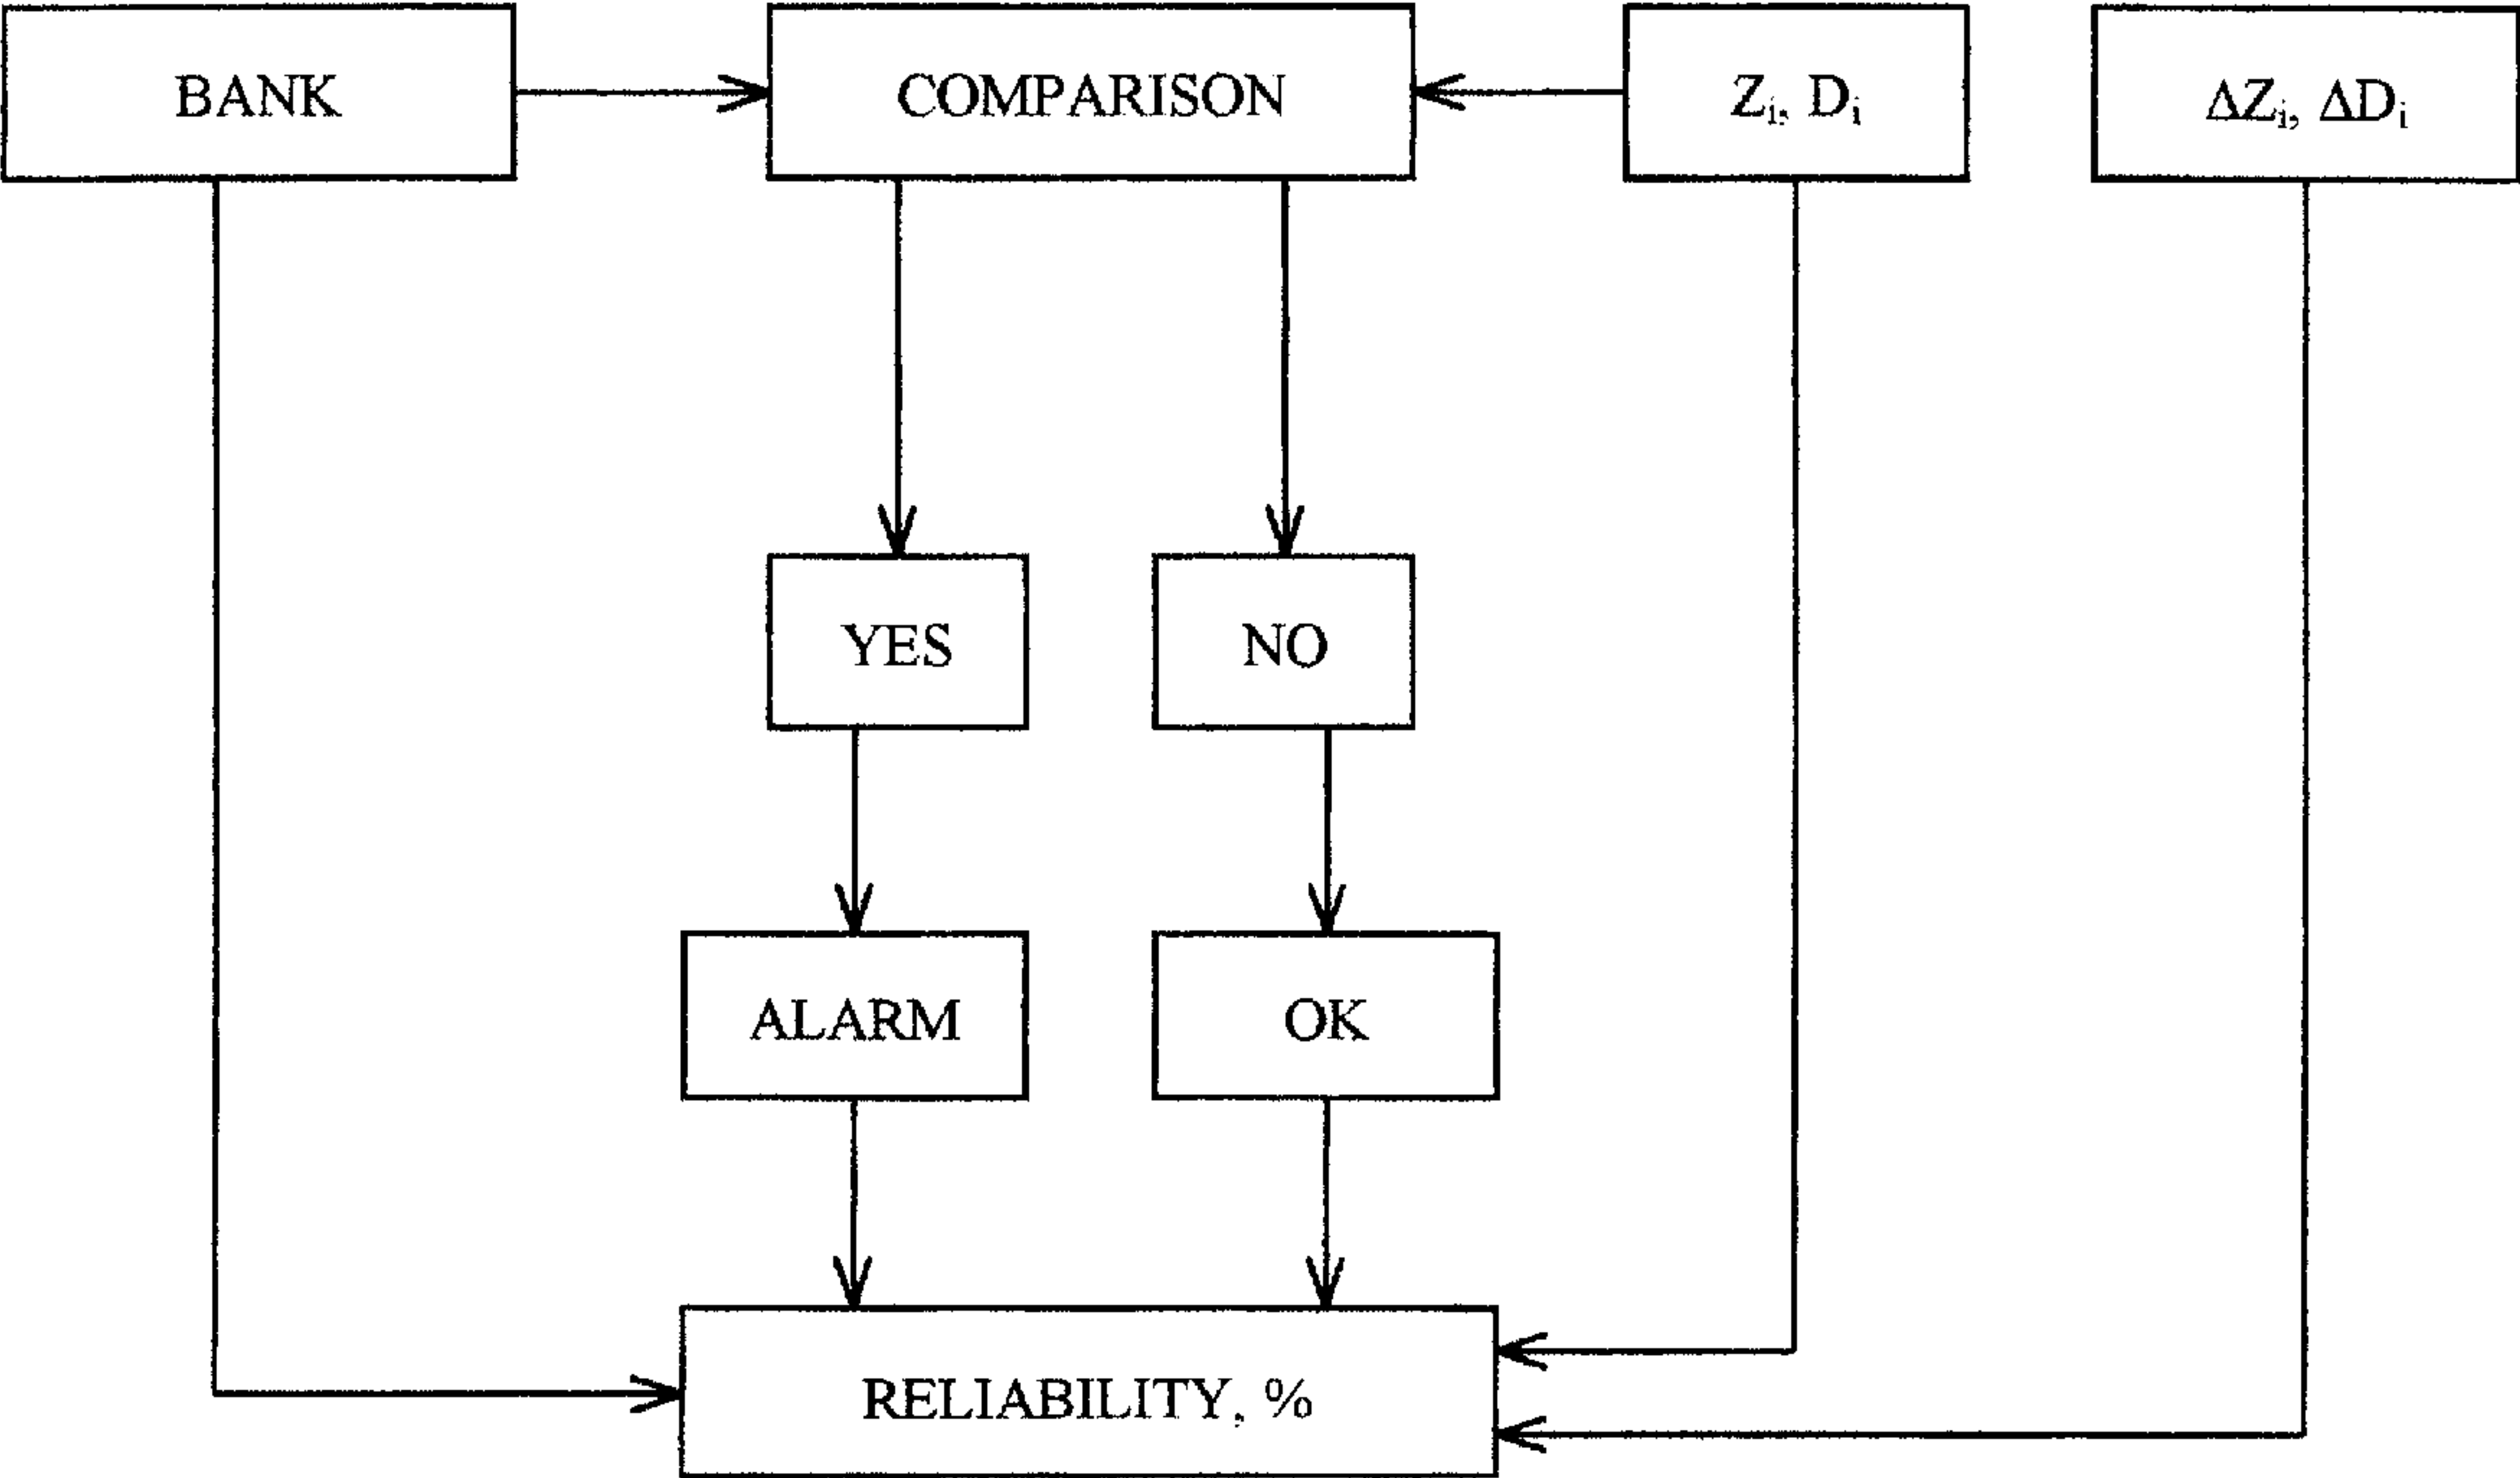 BANK
COMPARISON
Zᵢ, Dᵢ
ΔZᵢ, ΔDᵢ
YES
NO
ALARM
OK
RELIABILITY, %